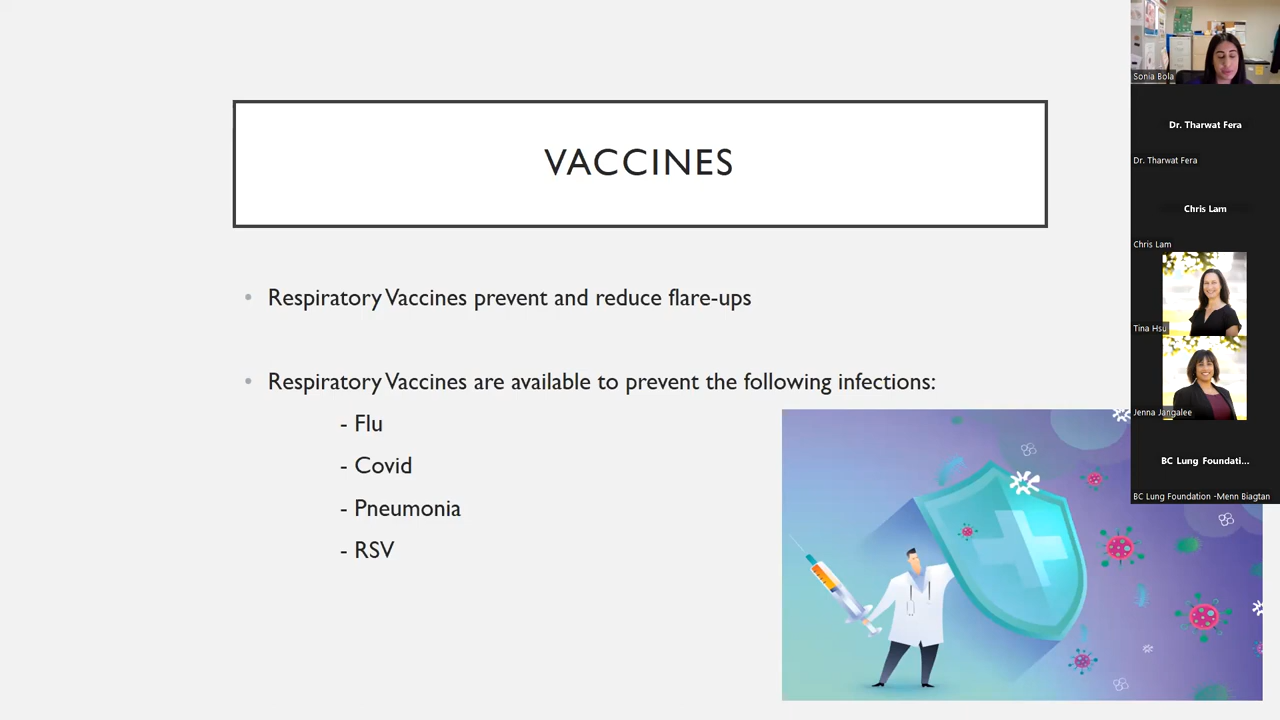 VACCINES
• Respiratory Vaccines prevent and reduce flare-ups
• Respiratory Vaccines are available to prevent the following infections:
- Flu
- Covid
- Pneumonia
- RSV
Sonia Bola
Dr. Tharwat Fera
Dr. Tharwat Fera
Chris Lam
Chris Lam
Tina Hsu
Jenna Jangalee
BC Lung Foundati...
BC Lung Foundation -Menn Biagtan